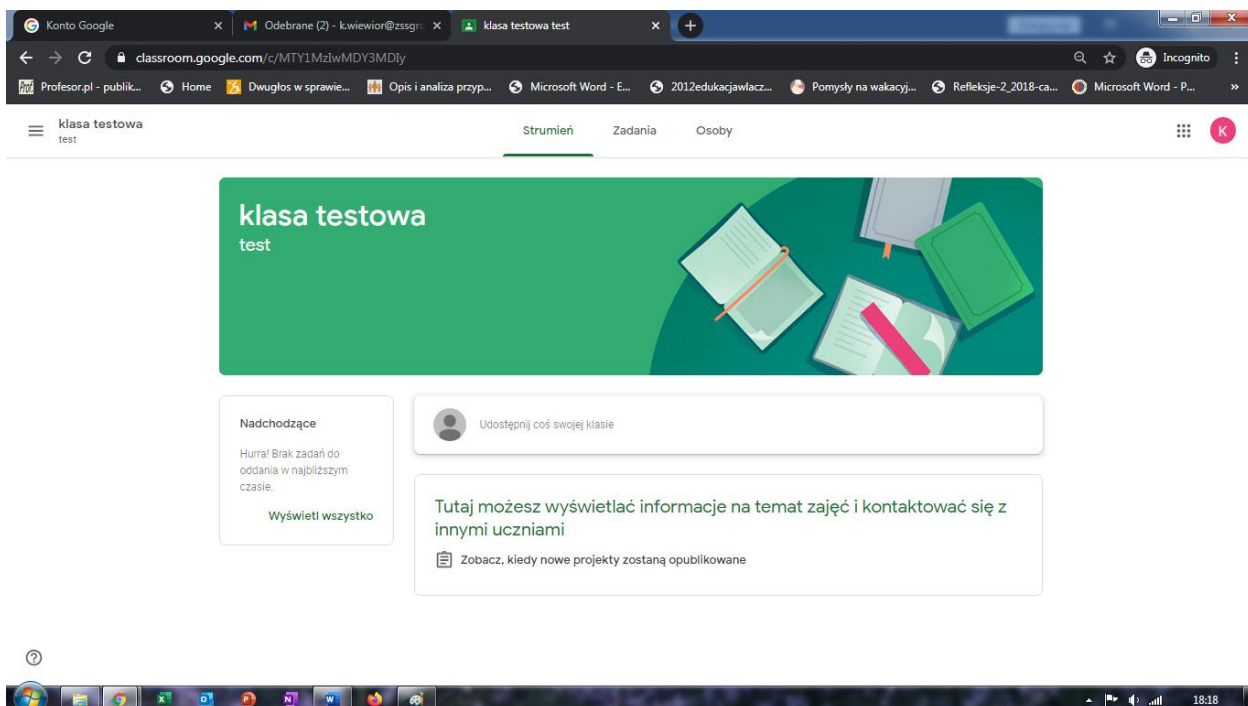 Konto Google
Odebrane (2) - k.wiewior@zssgro
klasa testowa test
classroom.google.com/c/MTY1MzIwMDY3MDIy
Incognito
Profesor.pl - publik...
Home
Dwugłos w sprawie...
Opis i analiza przyp...
Microsoft Word - E...
2012edukacjawlacz...
Pomysły na wakacyj...
Refleksje-2_2018-ca...
Microsoft Word - P...
»
klasa testowa
test
Strumień
Zadania
Osoby
K
klasa testowa
test
Nadchodzące
Hurra! Brak zadań do
oddania w najbliższym
czasie.
Wyświetl wszystko
Udostępnij coś swojej klasie
Tutaj możesz wyświetlać informacje na temat zajęć i kontaktować się z
innymi uczniami
Zobacz, kiedy nowe projekty zostaną opublikowane
18:18